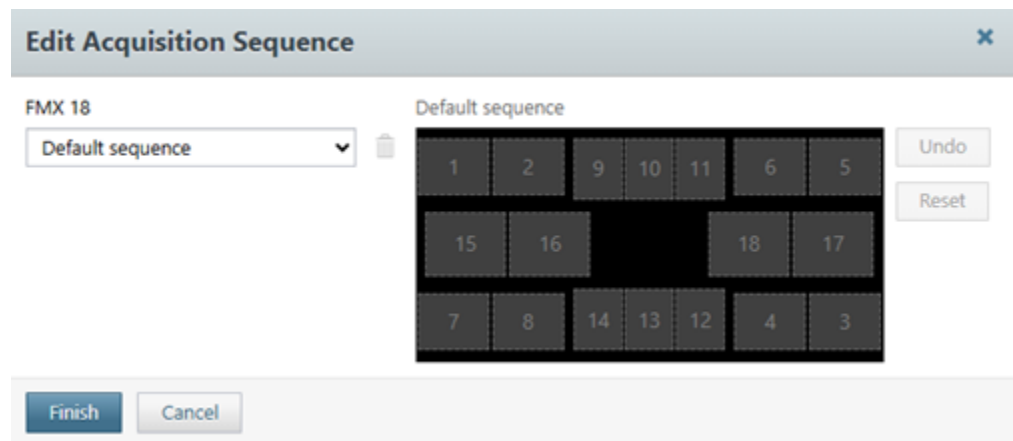 Edit Acquisition Sequence ×
FMX 18
Default sequence
Default sequence
1 2 9 10 11 6 5
15 16 18 17
7 8 14 13 12 4 3
Undo
Reset
Finish Cancel